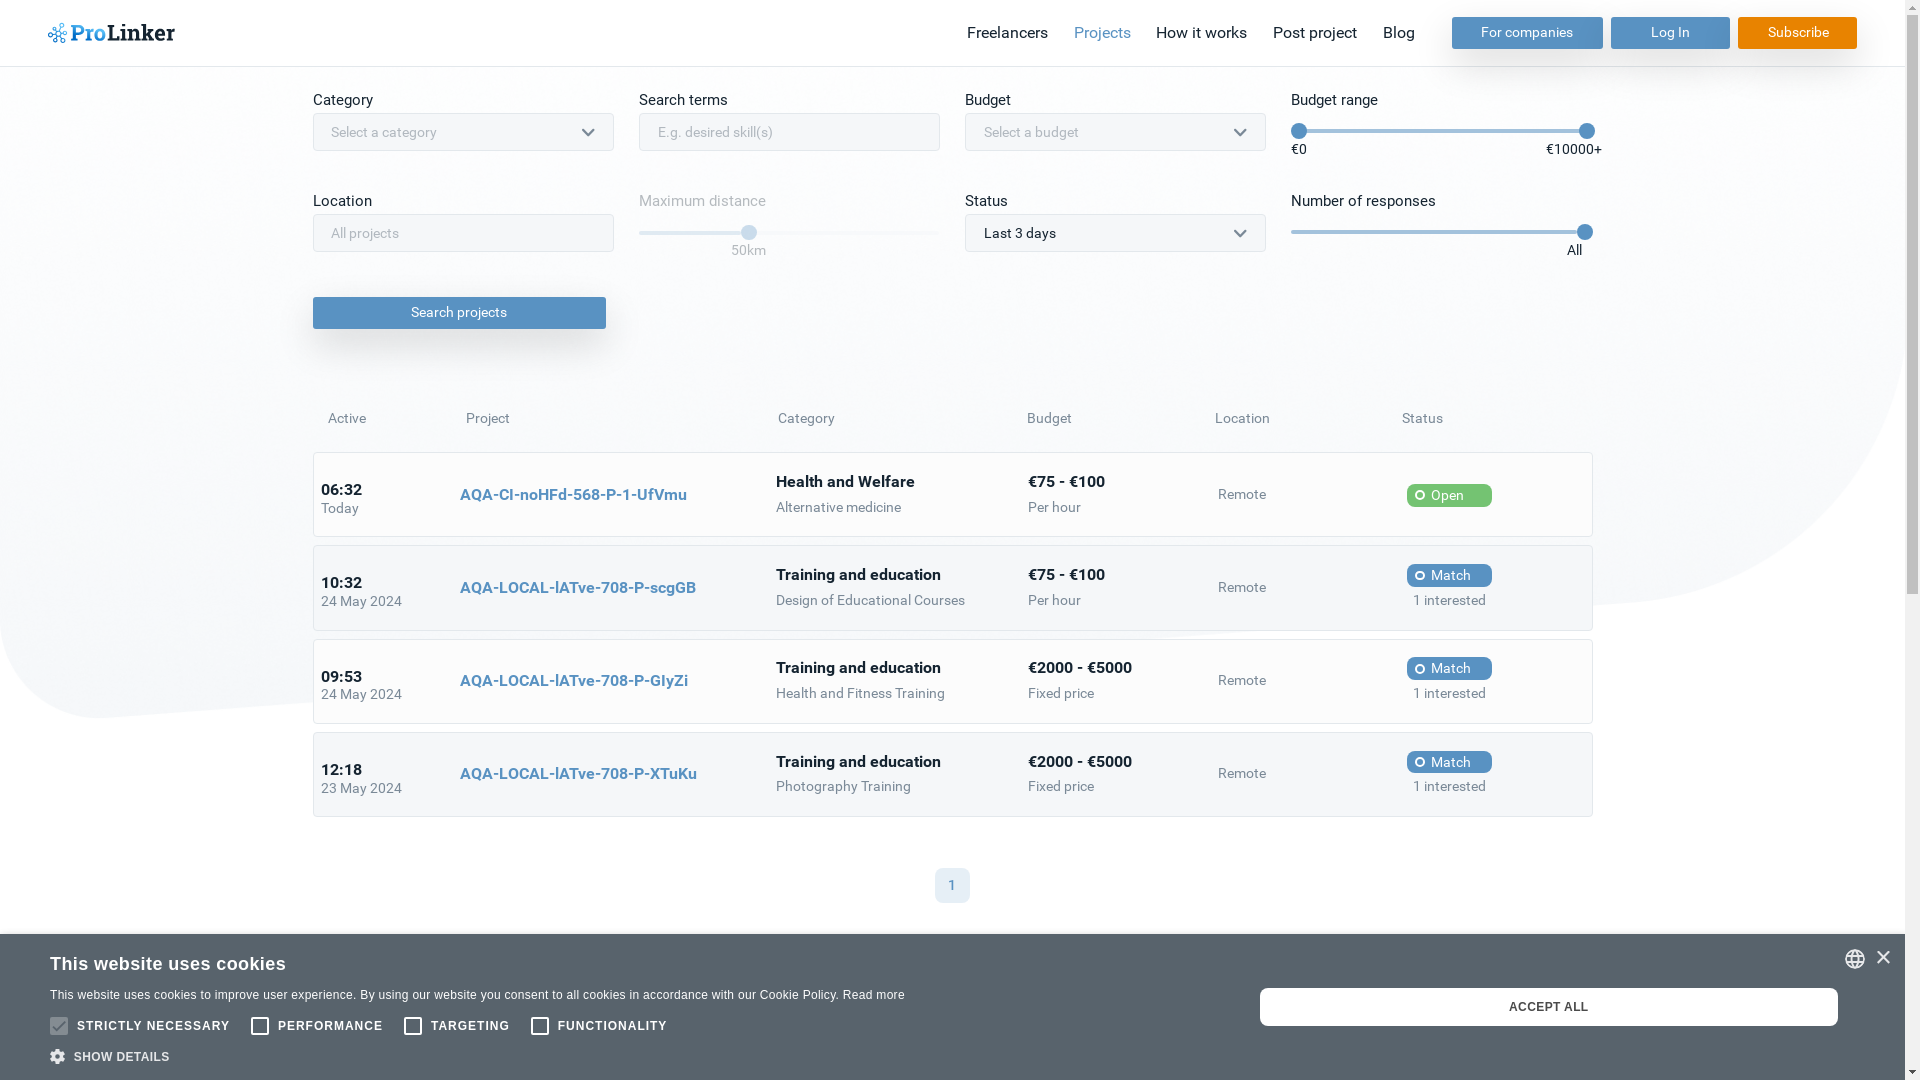 ProLinker
Freelancers Projects How it works Post project Blog For companies Log In Subscribe
Category Search terms Budget Budget range
Select a category E.g. desired skill(s) Select a budget
€0 €10000+
Location Maximum distance Status Number of responses
All projects Last 3 days
50km All
Search projects
Active Project Category Budget Location Status
06:32 Today AQA-CI-noHFd-568-P-1-UfVmu Health and Welfare Alternative medicine €75 - €100 Per hour Remote Open
10:32 24 May 2024 AQA-LOCAL-lATve-708-P-scgGB Training and education Design of Educational Courses €75 - €100 Per hour Remote Match 1 interested
09:53 24 May 2024 AQA-LOCAL-lATve-708-P-GIyZi Training and education Health and Fitness Training €2000 - €5000 Fixed price Remote Match 1 interested
12:18 23 May 2024 AQA-LOCAL-lATve-708-P-XTuKu Training and education Photography Training €2000 - €5000 Fixed price Remote Match 1 interested
1
This website uses cookies
This website uses cookies to improve user experience. By using our website you consent to all cookies in accordance with our Cookie Policy. Read more
STRICTLY NECESSARY PERFORMANCE TARGETING FUNCTIONALITY
SHOW DETAILS
ACCEPT ALL